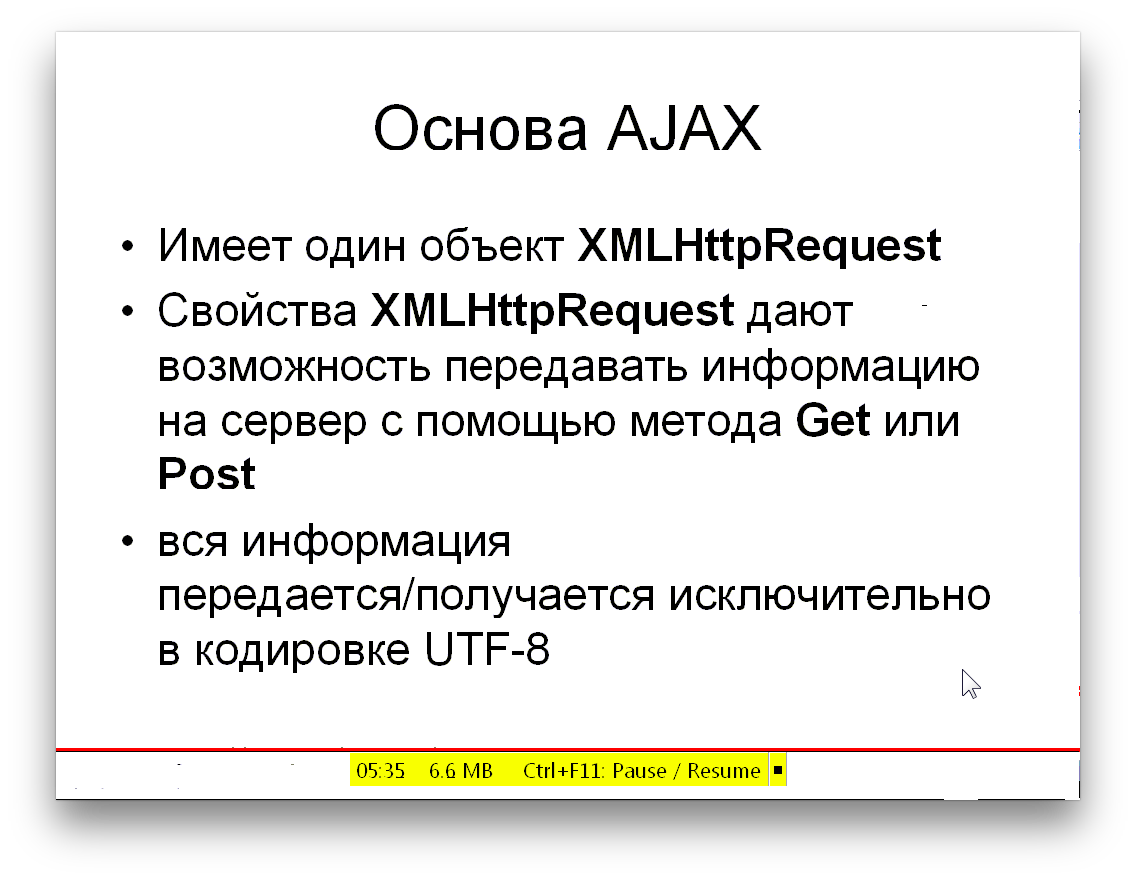 Основа AJAX
• Имеет один объект XMLHttpRequest
• Свойства XMLHttpRequest дают
возможность передавать информацию
на сервер с помощью метода Get или
Post
• вся информация
передается/получается исключительно
в кодировке UTF-8
05:35 6.6 MB Ctrl+F11: Pause / Resume